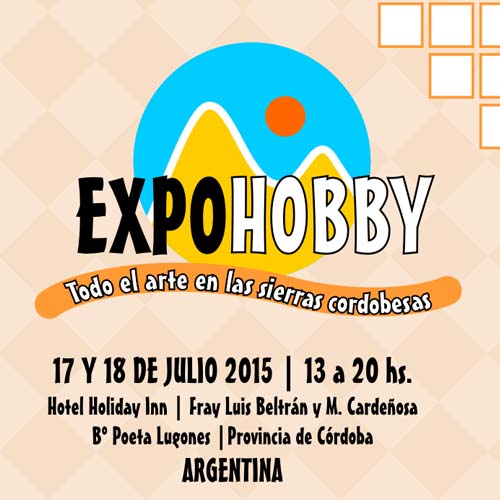 EXPOHOBBY
Todo el arte en las sierras cordobesas
17 Y 18 DE JULIO 2015 | 13 a 20 hs.
Hotel Holiday Inn | Fray Luis Beltrán y M. Cardeñosa
Bº Poeta Lugones | Provincia de Córdoba
ARGENTINA